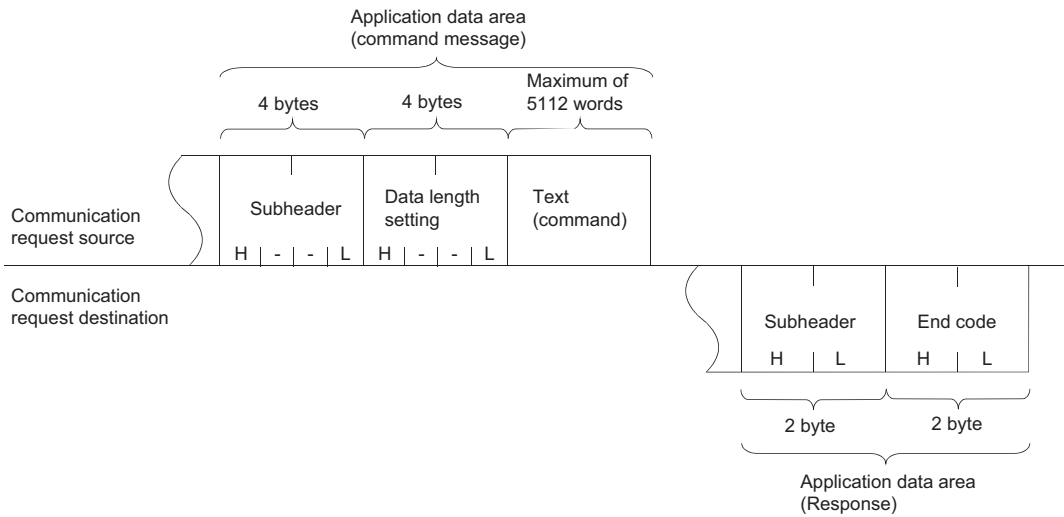 Application data area
(command message)
4 bytes
4 bytes
Maximum of
5112 words
Communication
request source
Subheader
H - - L
Data length
setting
H - - L
Text
(command)
Communication
request destination
Subheader
H L
End code
H L
2 byte
2 byte
Application data area
(Response)